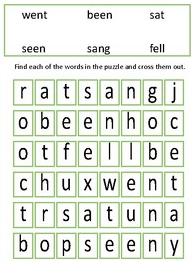 went been sat
seen sang fell
Find each of the words in the puzzle and cross them out.
r a t s a n g j
o b e e n h o c
o t f e l l b e
c h u x w e n t
t r s a t u n a
b o p s e e n y